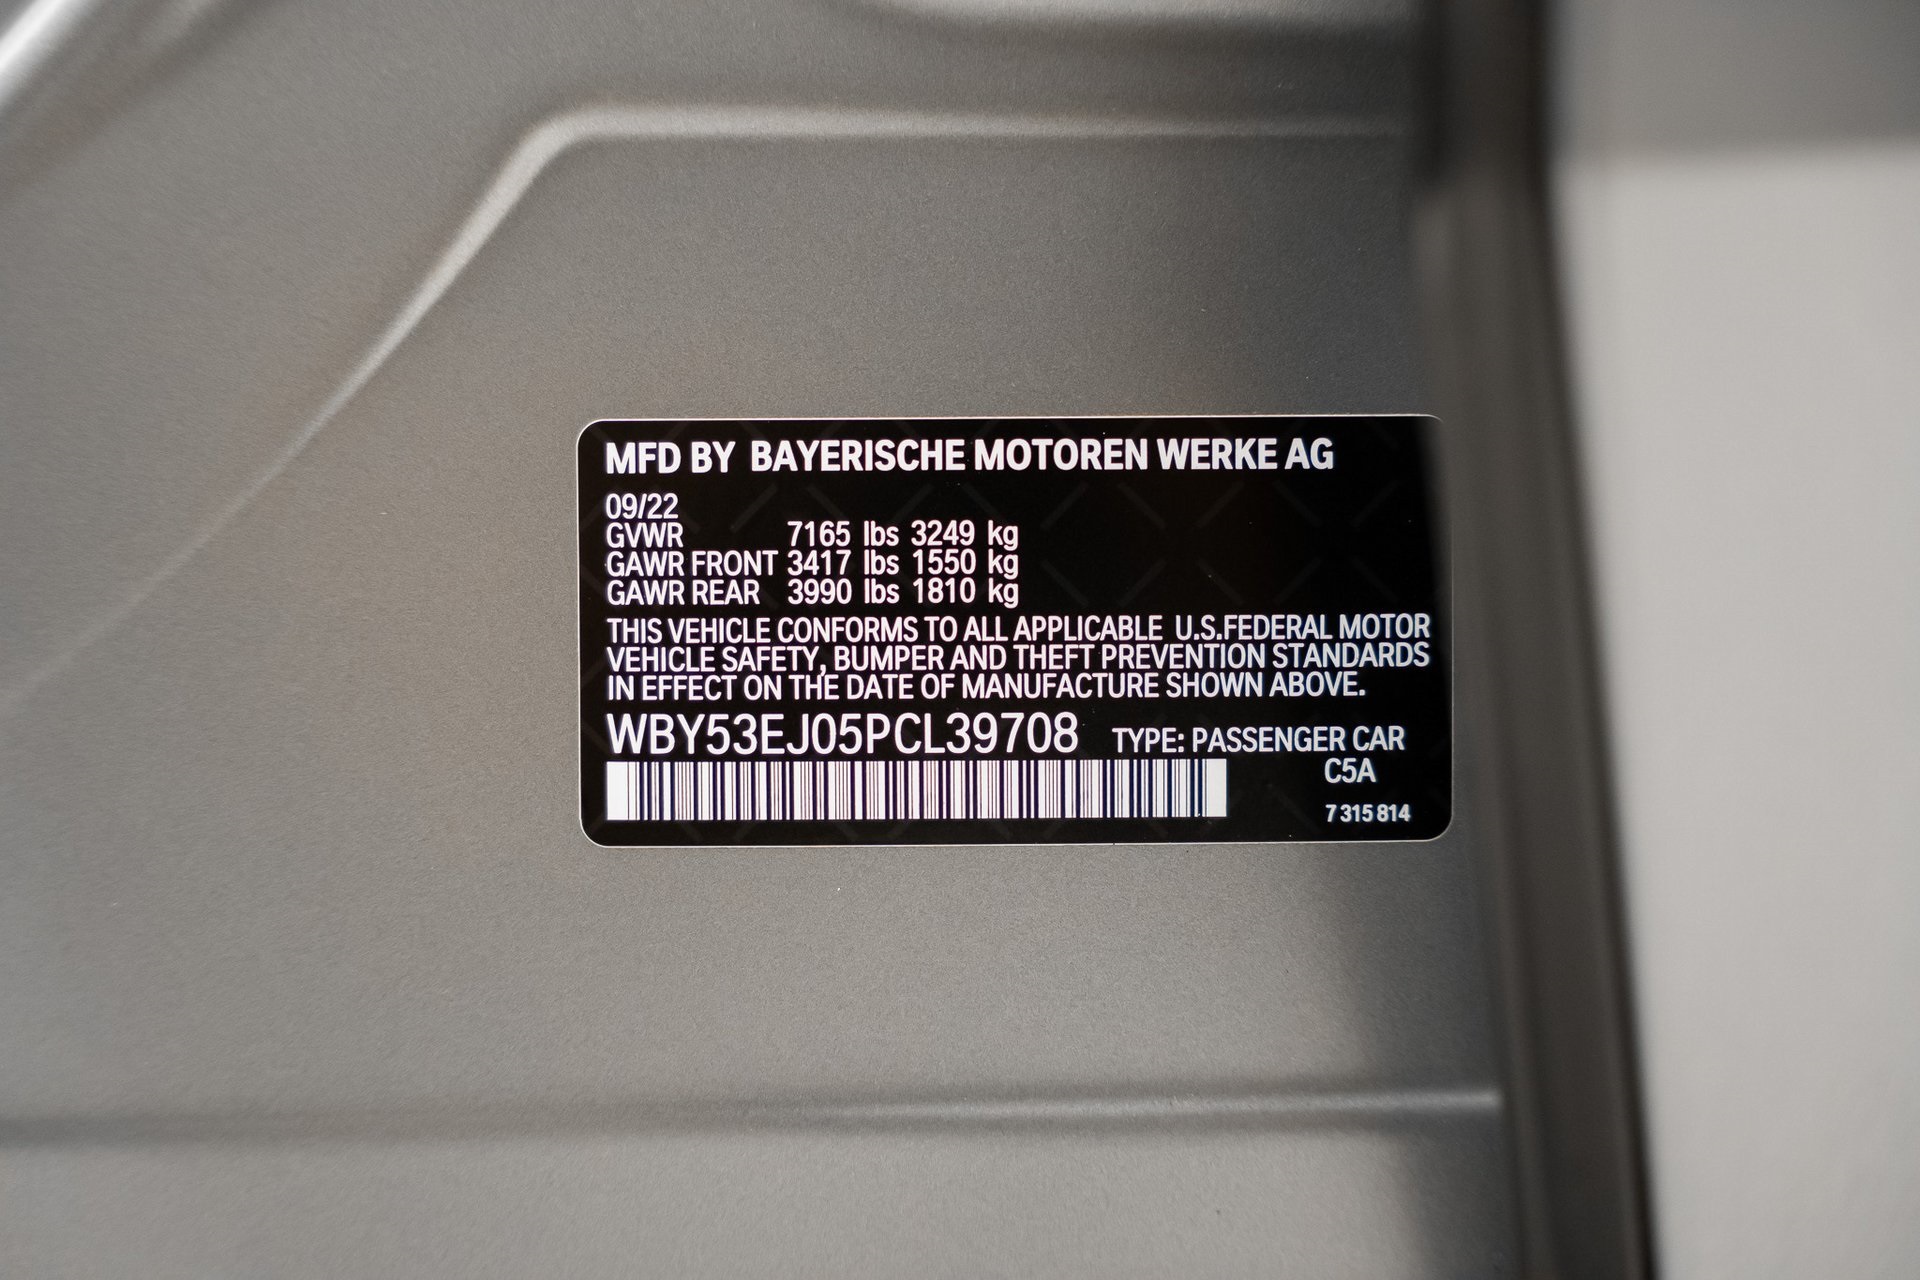 MFD BY BAYERISCHE MOTOREN WERKE AG
09/22
GVWR 7165 lbs 3249 kg
GAWR FRONT 3417 lbs 1550 kg
GAWR REAR 3990 lbs 1810 kg
THIS VEHICLE CONFORMS TO ALL APPLICABLE U.S.FEDERAL MOTOR
VEHICLE SAFETY, BUMPER AND THEFT PREVENTION STANDARDS
IN EFFECT ON THE DATE OF MANUFACTURE SHOWN ABOVE.
WBY53EJ05PCL39708 TYPE: PASSENGER CAR
C5A
7 315 814